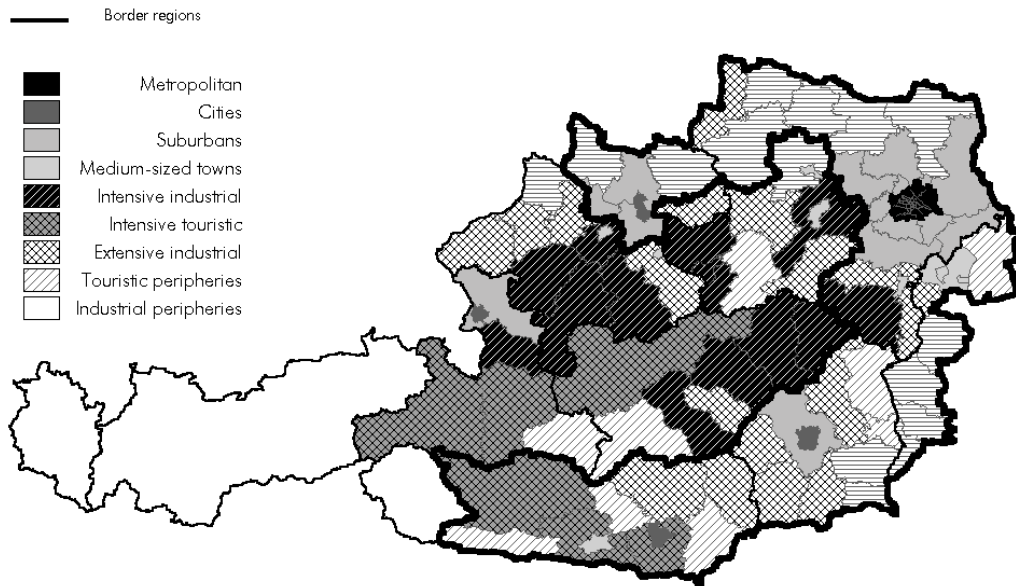 Border regions
Metropolitan
Cities
Suburbans
Medium-sized towns
Intensive industrial
Intensive touristic
Extensive industrial
Touristic peripheries
Industrial peripheries